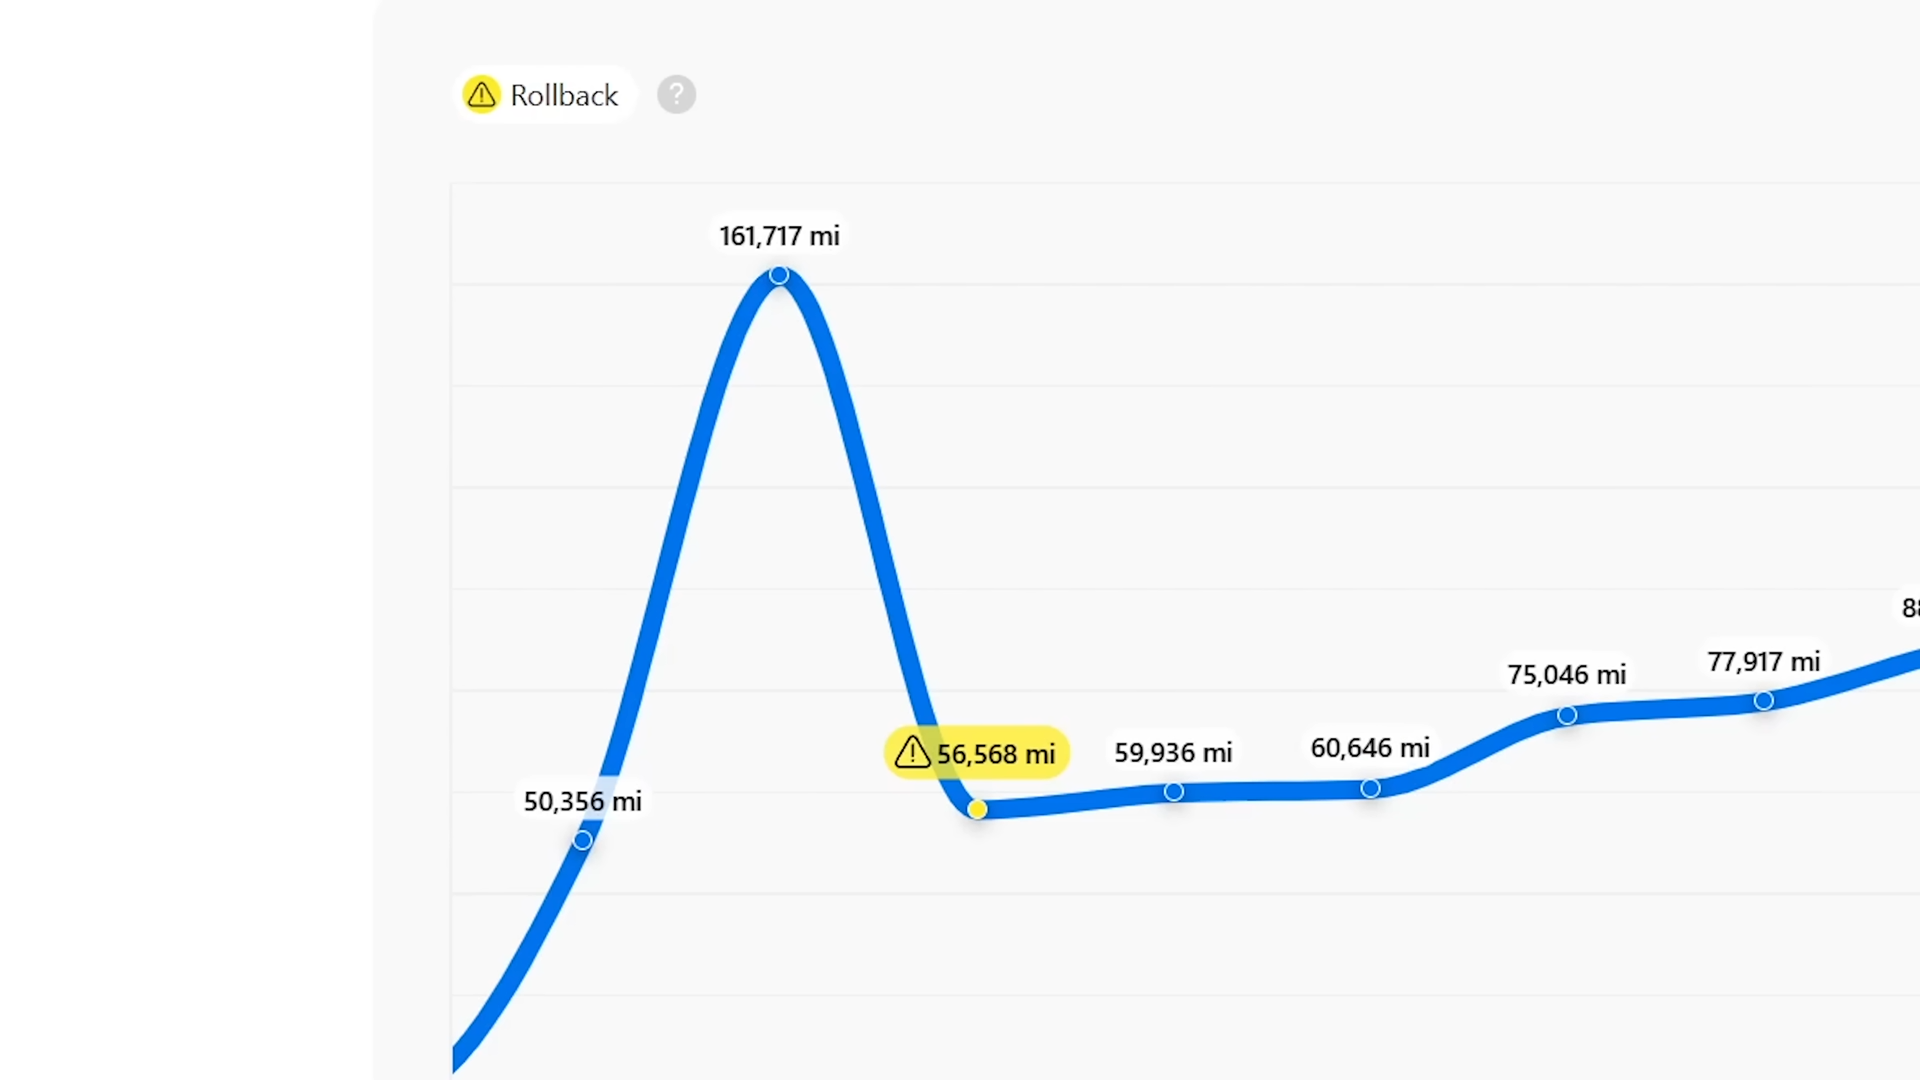 Rollback
?
161,717 mi
50,356 mi
56,568 mi
59,936 mi
60,646 mi
75,046 mi
77,917 mi